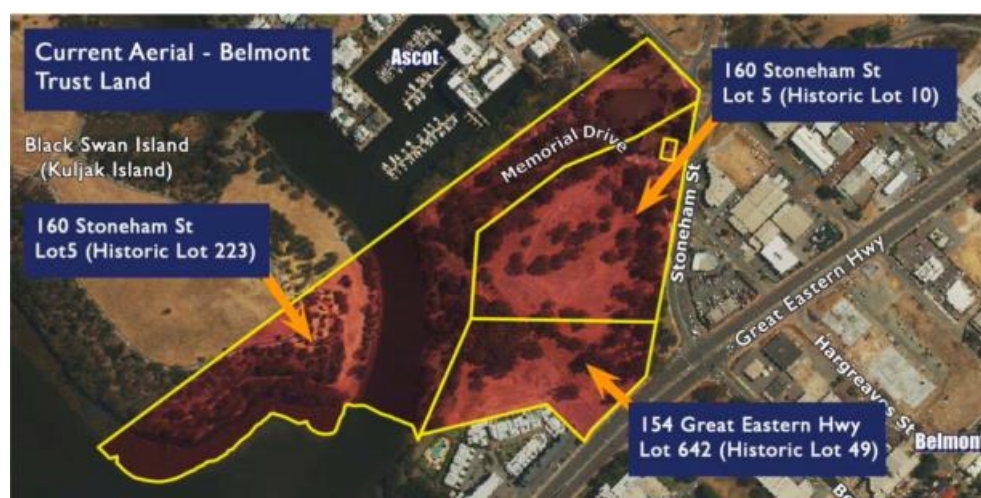 Current Aerial - Belmont
Trust Land
Ascot
160 Stoneham St
Lot 5 (Historic Lot 10)
Black Swan Island
(Kuljak Island)
Memorial Drive
160 Stoneham St
Lot5 (Historic Lot 223)
Stoneham St
Great Eastern Hwy
Hargreaves St
154 Great Eastern Hwy
Lot 642 (Historic Lot 49)
Belmont
B